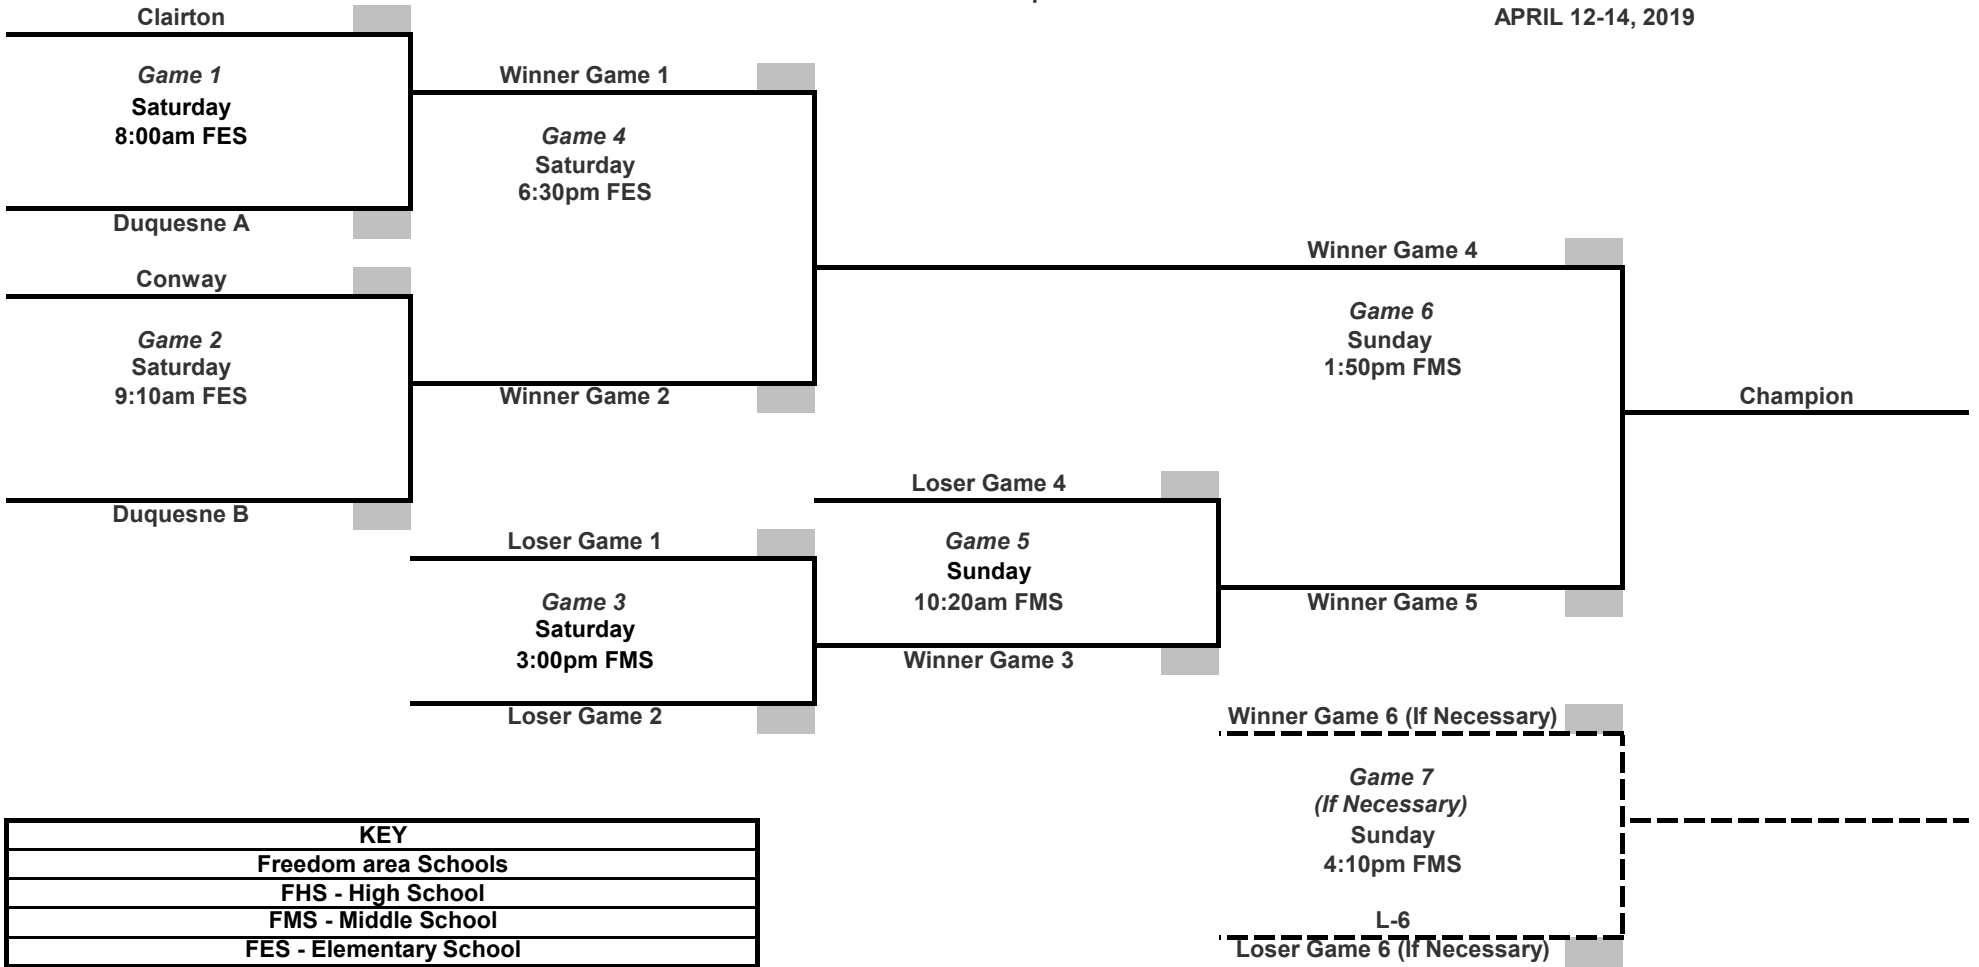 APRIL 12-14, 2019
Clairton
Game 1
Saturday
8:00am FES
Duquesne A
Winner Game 1
Game 4
Saturday
6:30pm FES
Winner Game 2
Conway
Game 2
Saturday
9:10am FES
Duquesne B
Winner Game 4
Game 6
Sunday
1:50pm FMS
Winner Game 5
Champion
Loser Game 4
Game 5
Sunday
10:20am FMS
Winner Game 3
Loser Game 1
Game 3
Saturday
3:00pm FMS
Loser Game 2
Winner Game 6 (If Necessary)
Game 7
(If Necessary)
Sunday
4:10pm FMS
L-6
Loser Game 6 (If Necessary)
KEY
Freedom area Schools
FHS - High School
FMS - Middle School
FES - Elementary School